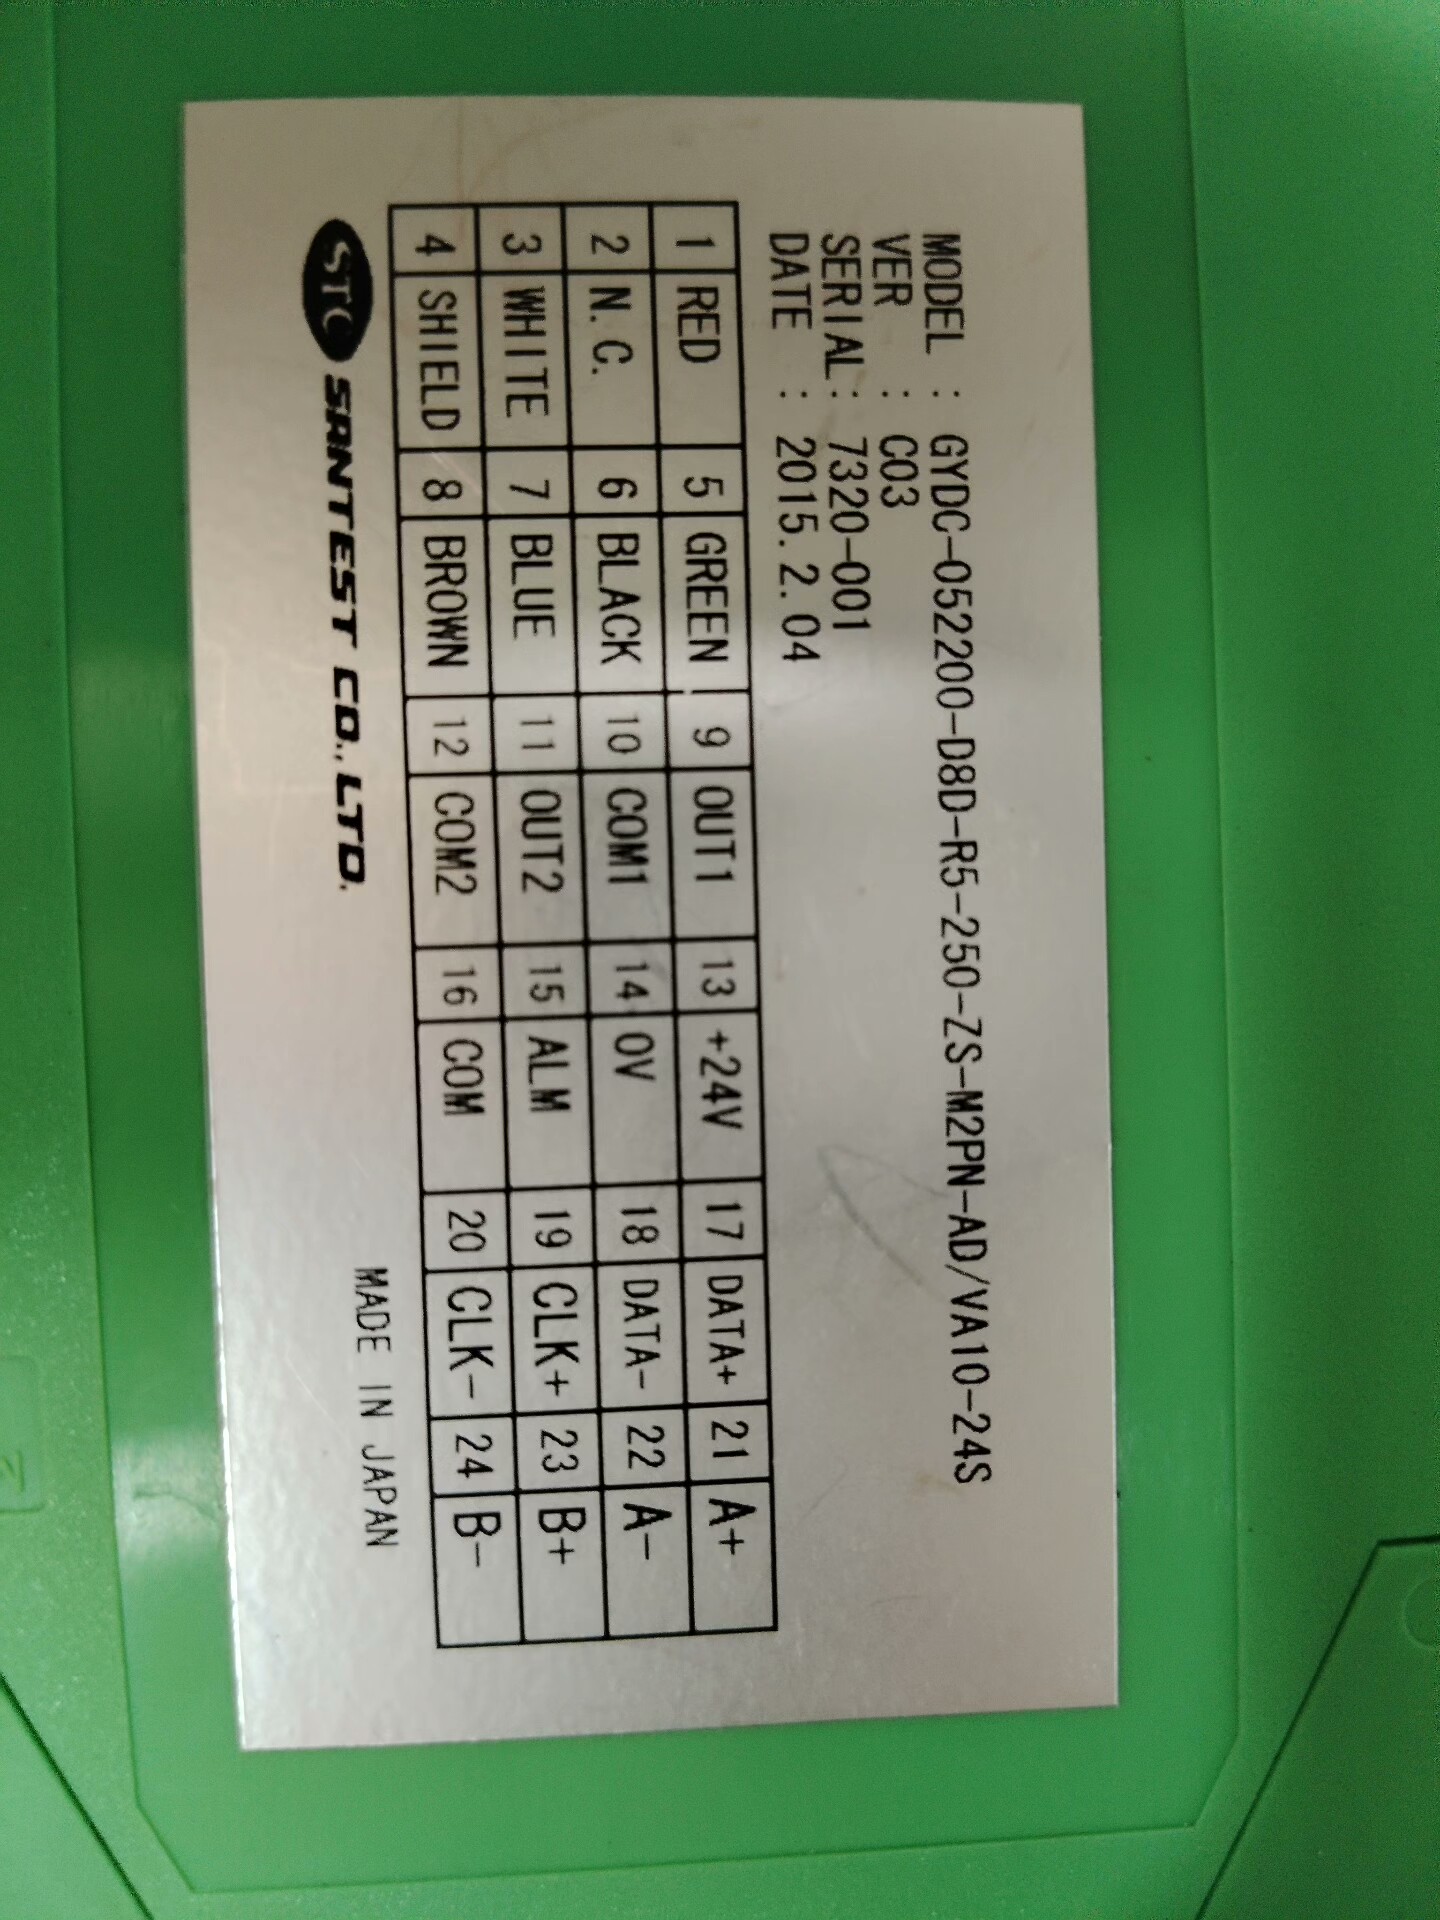 MODEL : GYDC-052200-D8D-R5-250-ZS-M2PN-AD/VA10-24S
VER : C03
SERIAL: 7320-001
DATE : 2015.2.04
1 RED 5 GREEN 9 OUT1 13 +24V 17 DATA+ 21 A+
2 N.C. 6 BLACK 10 COM1 14 0V 18 DATA- 22 A-
3 WHITE 7 BLUE 11 OUT2 15 ALM 19 CLK+ 23 B+
4 SHIELD 8 BROWN 12 COM2 16 COM 20 CLK- 24 B-
STC SANTEST CO., LTD.
MADE IN JAPAN